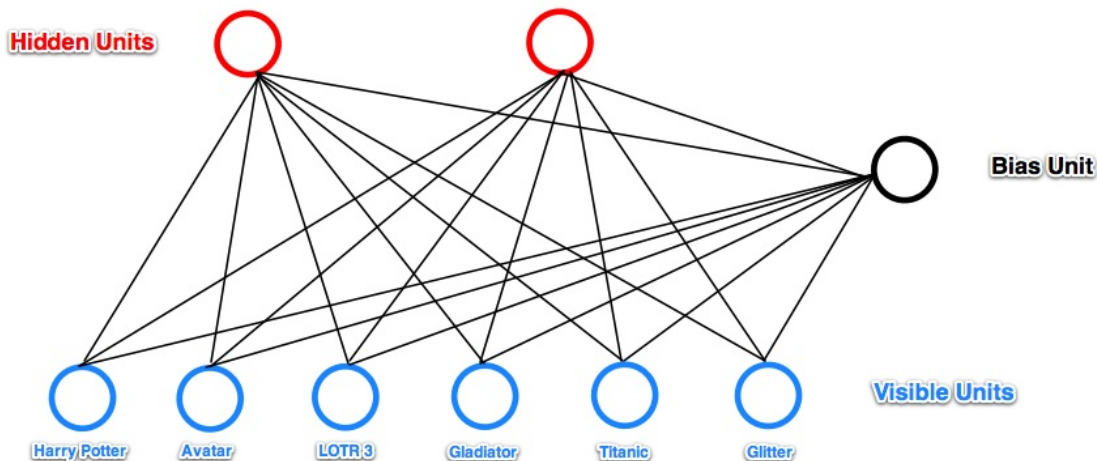 Hidden Units
Bias Unit
Visible Units
Harry Potter
Avatar
LOTR 3
Gladiator
Titanic
Glitter